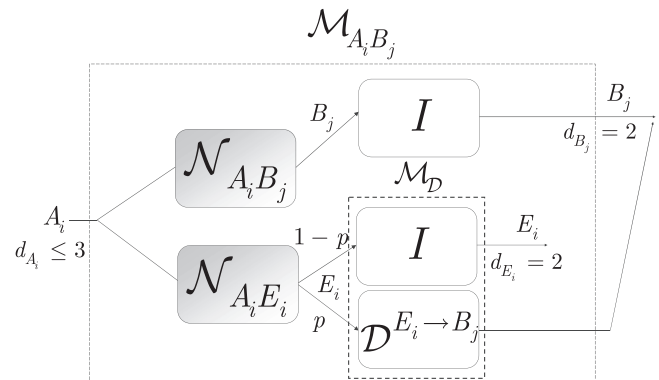 𝓜_{A_iB_j}
B_j
I
B_j
d_{B_j} = 2
𝓝_{A_iB_j}
𝓜_𝓓
A_i
d_{A_i} ≤ 3
1 − p
I
E_i
d_{E_i} = 2
𝓝_{A_iE_i}
E_i
p
𝓓^{E_i→B_j}